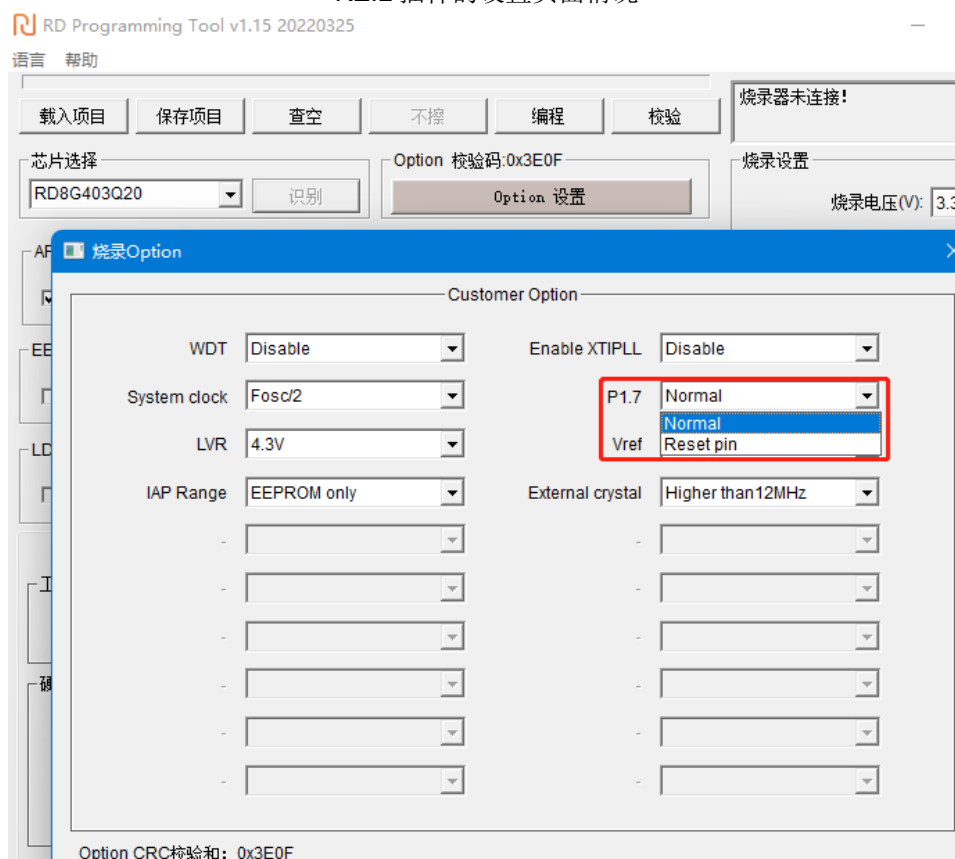 RD Programming Tool v1.15 20220325
语言 帮助
载入项目 保存项目 查空 不擦 编程 校验
烧录器未连接!
芯片选择
Option 校验码:0x3E0F
烧录设置
RD8G403Q20 识别
Option 设置
烧录电压(V): 3.3
烧录Option
Customer Option
WDT Disable
Enable XTIPLL Disable
System clock Fosc/2
P1.7 Normal
Normal
LVR 4.3V
Vref
Reset pin
IAP Range EEPROM only
External crystal Higher than12MHz
-
-
-
-
-
-
-
-
-
-
-
-
Option CRC校验和: 0x3E0F